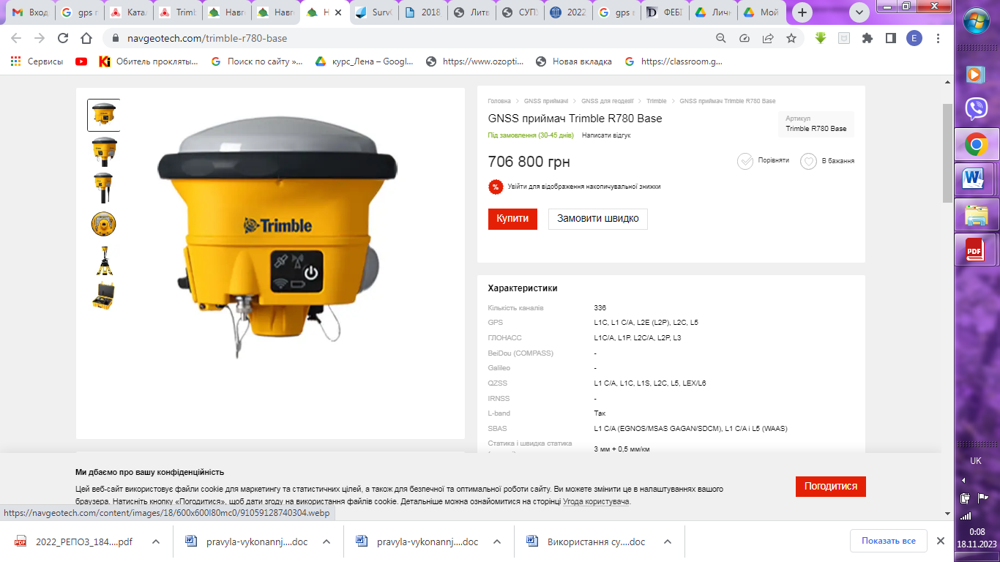 Вход
gps п
Катал
Trimb
Навго
Навго
Н
SurvC
2018
Литв
СУПУ
2022
gps в
ФЕБІ
Личн
Мой
navgeotech.com/trimble-r780-base
E
Сервисы
Обитель прокляты...
Поиск по сайту »...
курс_Лена – Googl...
https://www.ozopti...
Новая вкладка
https://classroom.g...
Головна > GNSS приймачі > GNSS для геодезії > Trimble > GNSS приймач Trimble R780 Base
GNSS приймач Trimble R780 Base
Артикул
Trimble R780 Base
Під замовлення (30-45 днів) Написати відгук
706 800 грн
Порівняти
В бажання
% Увійти для відображення накопичувальної знижки
Купити
Замовити швидко
Trimble
Характеристики
Кількість каналів 336
GPS L1C, L1 C/A, L2E (L2P), L2C, L5
ГЛОНАСС L1C/A, L1P. L2C/A, L2P, L3
BeiDou (COMPASS) -
Galileo -
QZSS L1 C/A, L1C, L1S, L2C, L5, LEX/L6
IRNSS -
L-band Так
SBAS L1 C/A (EGNOS/MSAS GAGAN/SDCM), L1 C/A і L5 (WAAS)
Статика і швидка статика 3 мм + 0,5 мм/км
Ми дбаємо про вашу конфіденційність
Цей веб-сайт використовує файли cookie для маркетингу та статистичних цілей, а також для безпечної та оптимальної роботи сайту. Ви можете змінити це в налаштуваннях вашого
браузера. Натисніть кнопку «Погодитися», щоб дати згоду на використання файлів cookie. Детальніше можна ознайомитися на сторінці Угода користувача.
Погодитися
https://navgeotech.com/content/images/18/600x600l80mc0/91059128740304.webp
2022_РЕПОЗ_184....pdf
pravyla-vykonannj....doc
pravyla-vykonannj....doc
Використання су....doc
Показать все
PDF
UK
0:08
18.11.2023